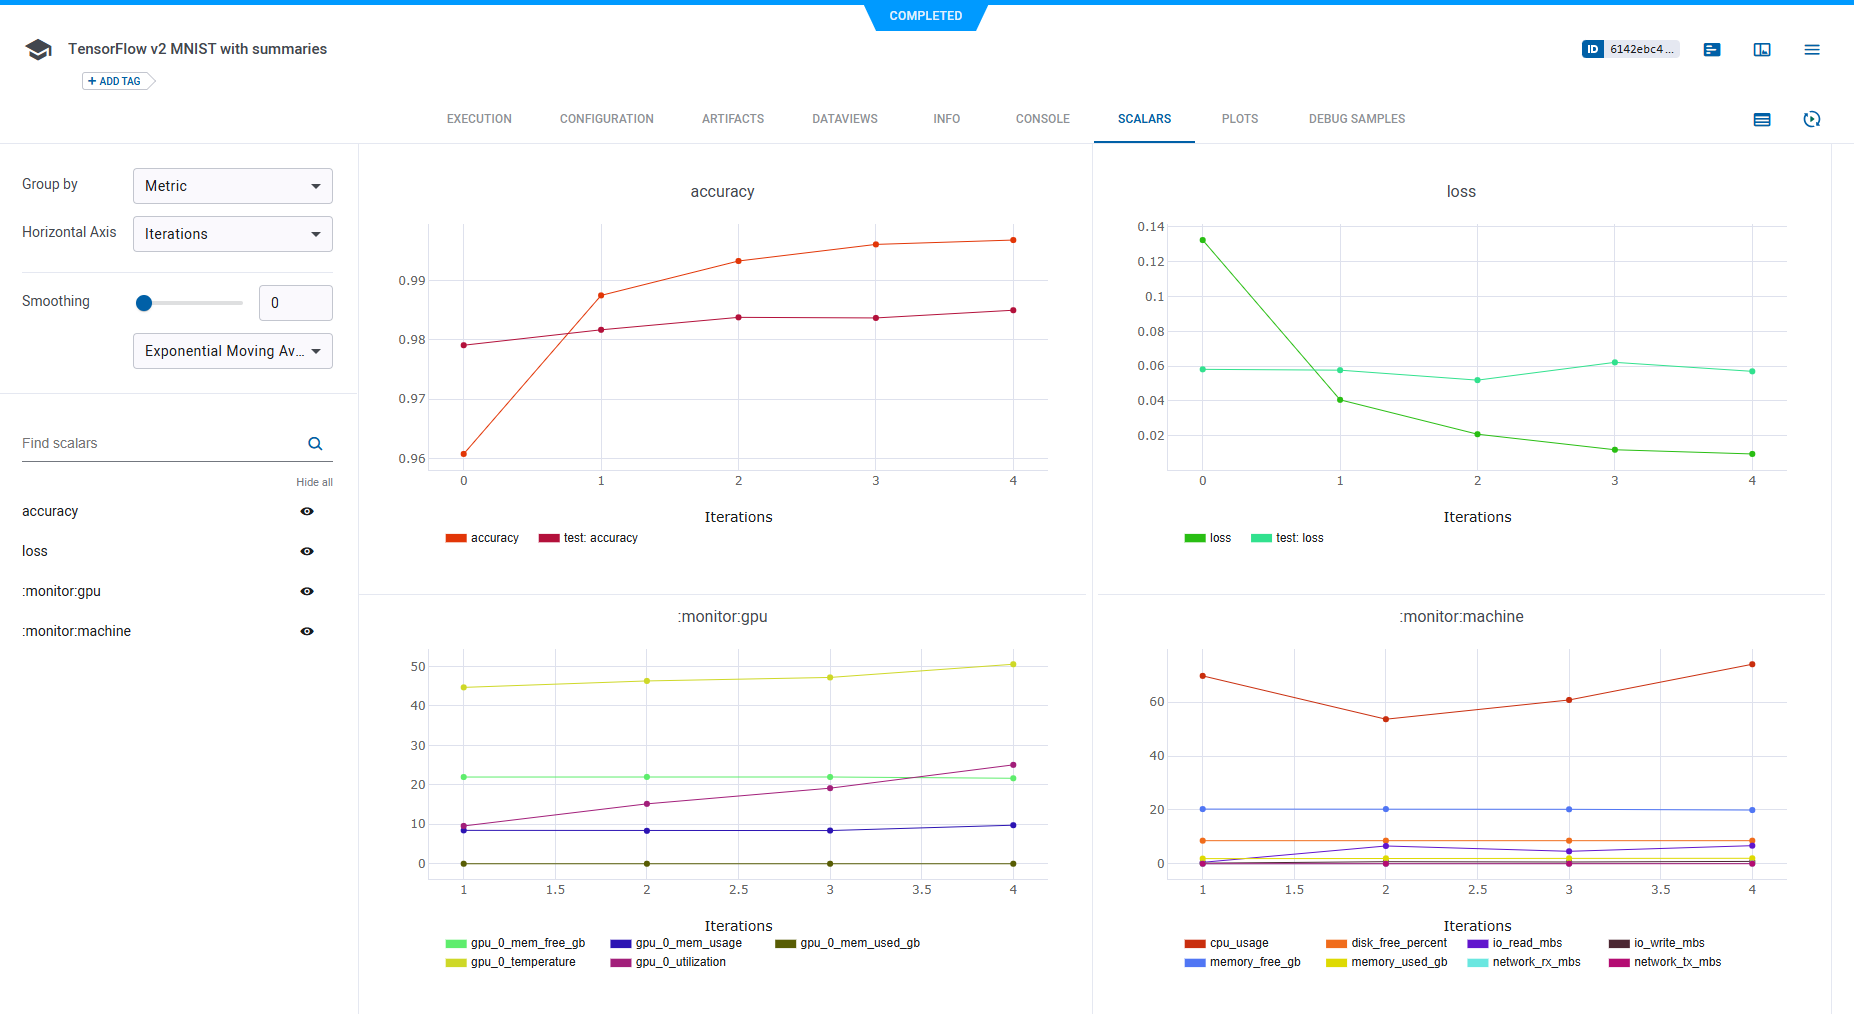 COMPLETED
TensorFlow v2 MNIST with summaries
ID 6142ebc4...
+ ADD TAG
EXECUTION CONFIGURATION ARTIFACTS DATAVIEWS INFO CONSOLE SCALARS PLOTS DEBUG SAMPLES
Group by Metric
Horizontal Axis Iterations
Smoothing 0
Exponential Moving Av...
Find scalars
Hide all
accuracy
loss
:monitor:gpu
:monitor:machine
accuracy
0.99
0.98
0.97
0.96
0 1 2 3 4
Iterations
accuracy test: accuracy
loss
0.14
0.12
0.1
0.08
0.06
0.04
0.02
0 1 2 3 4
Iterations
loss test: loss
:monitor:gpu
50
40
30
20
10
0
1 1.5 2 2.5 3 3.5 4
Iterations
gpu_0_mem_free_gb gpu_0_mem_usage gpu_0_mem_used_gb
gpu_0_temperature gpu_0_utilization
:monitor:machine
60
40
20
0
1 1.5 2 2.5 3 3.5 4
Iterations
cpu_usage disk_free_percent io_read_mbs io_write_mbs
memory_free_gb memory_used_gb network_rx_mbs network_tx_mbs